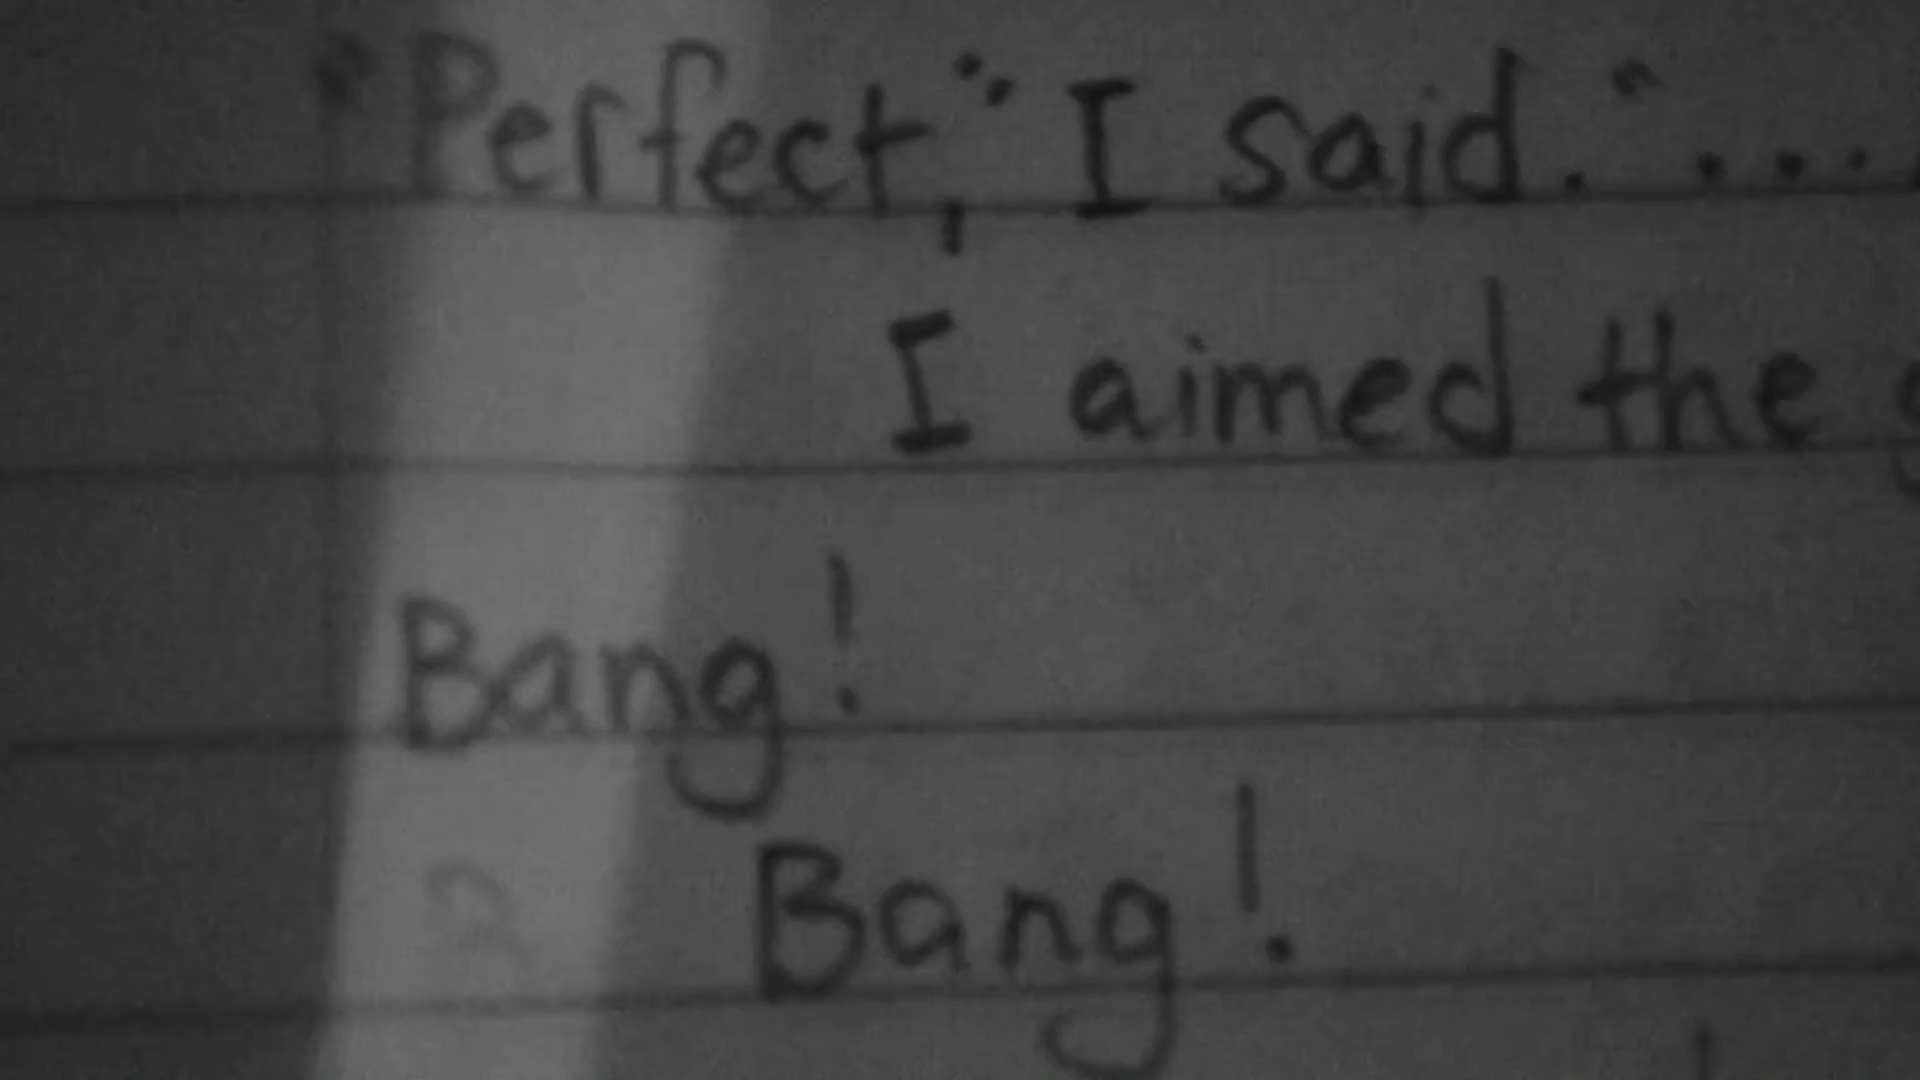 "Perfect," I said. "....
I aimed the
Bang!
Bang!